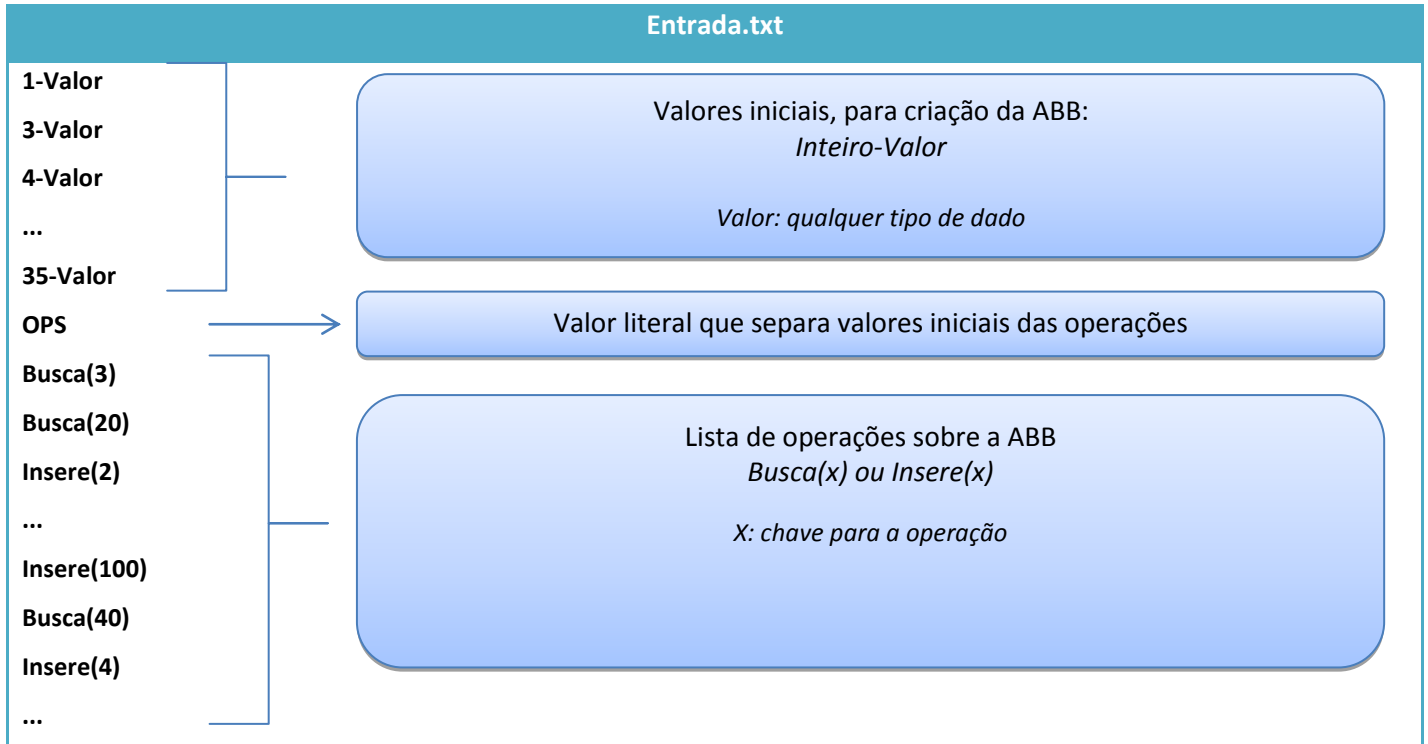 Entrada.txt
1-Valor
3-Valor
4-Valor
...
35-Valor
Valores iniciais, para criação da ABB:
Inteiro-Valor
Valor: qualquer tipo de dado
OPS
Valor literal que separa valores iniciais das operações
Busca(3)
Busca(20)
Insere(2)
...
Insere(100)
Busca(40)
Insere(4)
...
Lista de operações sobre a ABB
Busca(x) ou Insere(x)
X: chave para a operação